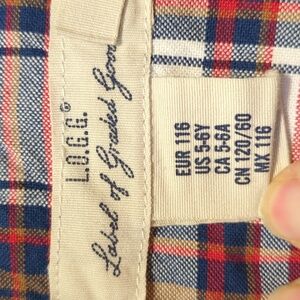 L.O.G.G.®
Label of Graded Goods
EUR 116
US 5-6Y
CA 5-6A
CN 120/60
MX 116